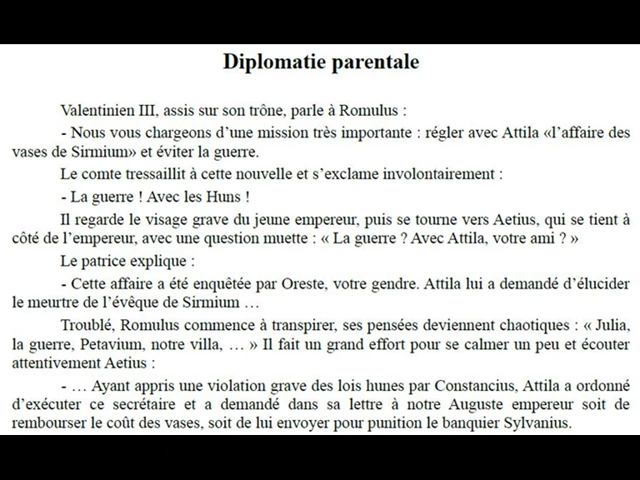 Diplomatie parentale
Valentinien III, assis sur son trône, parle à Romulus :
- Nous vous chargeons d’une mission très importante : régler avec Attila «l’affaire des
vases de Sirmium» et éviter la guerre.
Le comte tressaillit à cette nouvelle et s’exclame involontairement :
- La guerre ! Avec les Huns !
Il regarde le visage grave du jeune empereur, puis se tourne vers Aetius, qui se tient à
côté de l’empereur, avec une question muette : « La guerre ? Avec Attila, votre ami ? »
Le patrice explique :
- Cette affaire a été enquêtée par Oreste, votre gendre. Attila lui a demandé d’élucider
le meurtre de l’évêque de Sirmium …
Troublé, Romulus commence à transpirer, ses pensées deviennent chaotiques : « Julia,
la guerre, Petavium, notre villa, … » Il fait un grand effort pour se calmer un peu et écouter
attentivement Aetius :
- … Ayant appris une violation grave des lois hunes par Constancius, Attila a ordonné
d’exécuter ce secrétaire et a demandé dans sa lettre à notre Auguste empereur soit de
rembourser le coût des vases, soit de lui envoyer pour punition le banquier Sylvanius.